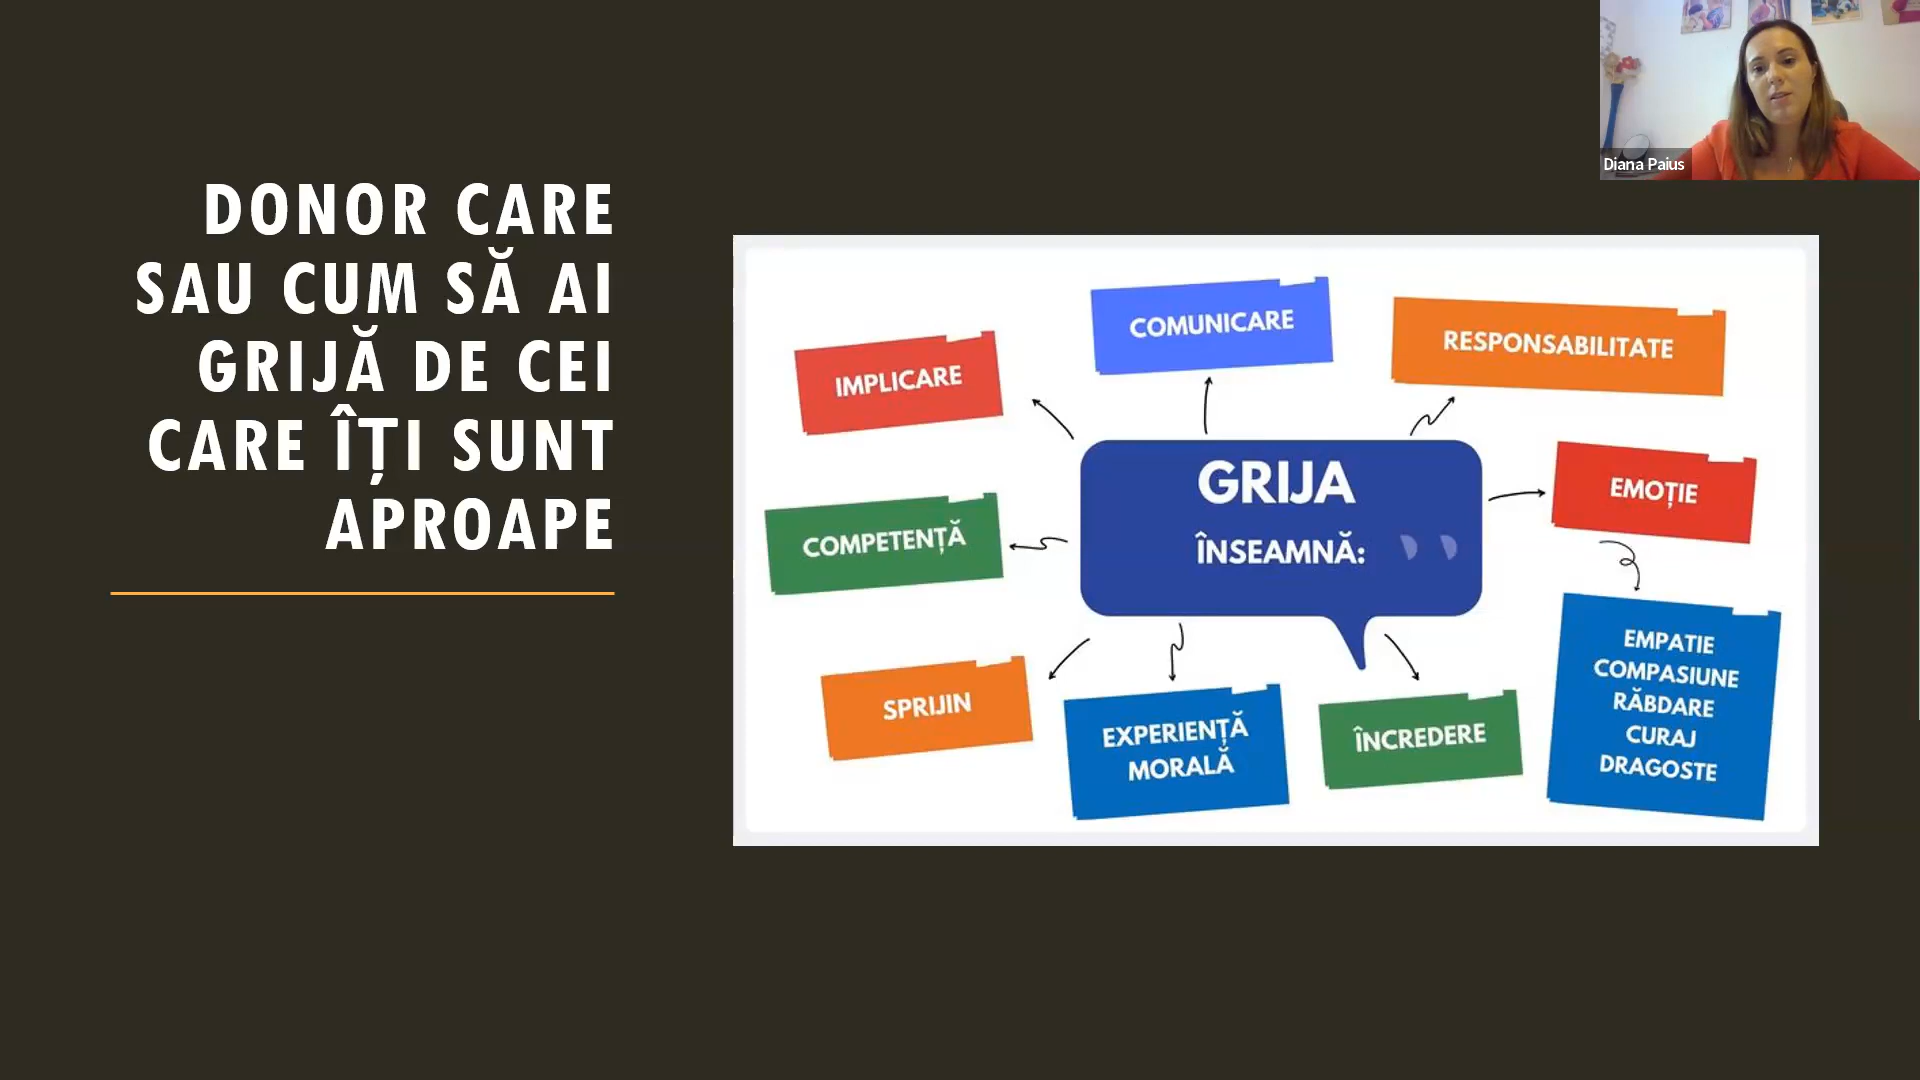 DONOR CARE
SAU CUM SĂ AI
GRIJĂ DE CEI
CARE ÎȚI SUNT
APROAPE
Diana Paius
COMUNICARE
RESPONSABILITATE
IMPLICARE
GRIJA
ÎNSEAMNĂ:
EMOȚIE
COMPETENȚĂ
EMPATIE
COMPASIUNE
RĂBDARE
CURAJ
DRAGOSTE
SPRIJIN
EXPERIENȚĂ
MORALĂ
ÎNCREDERE